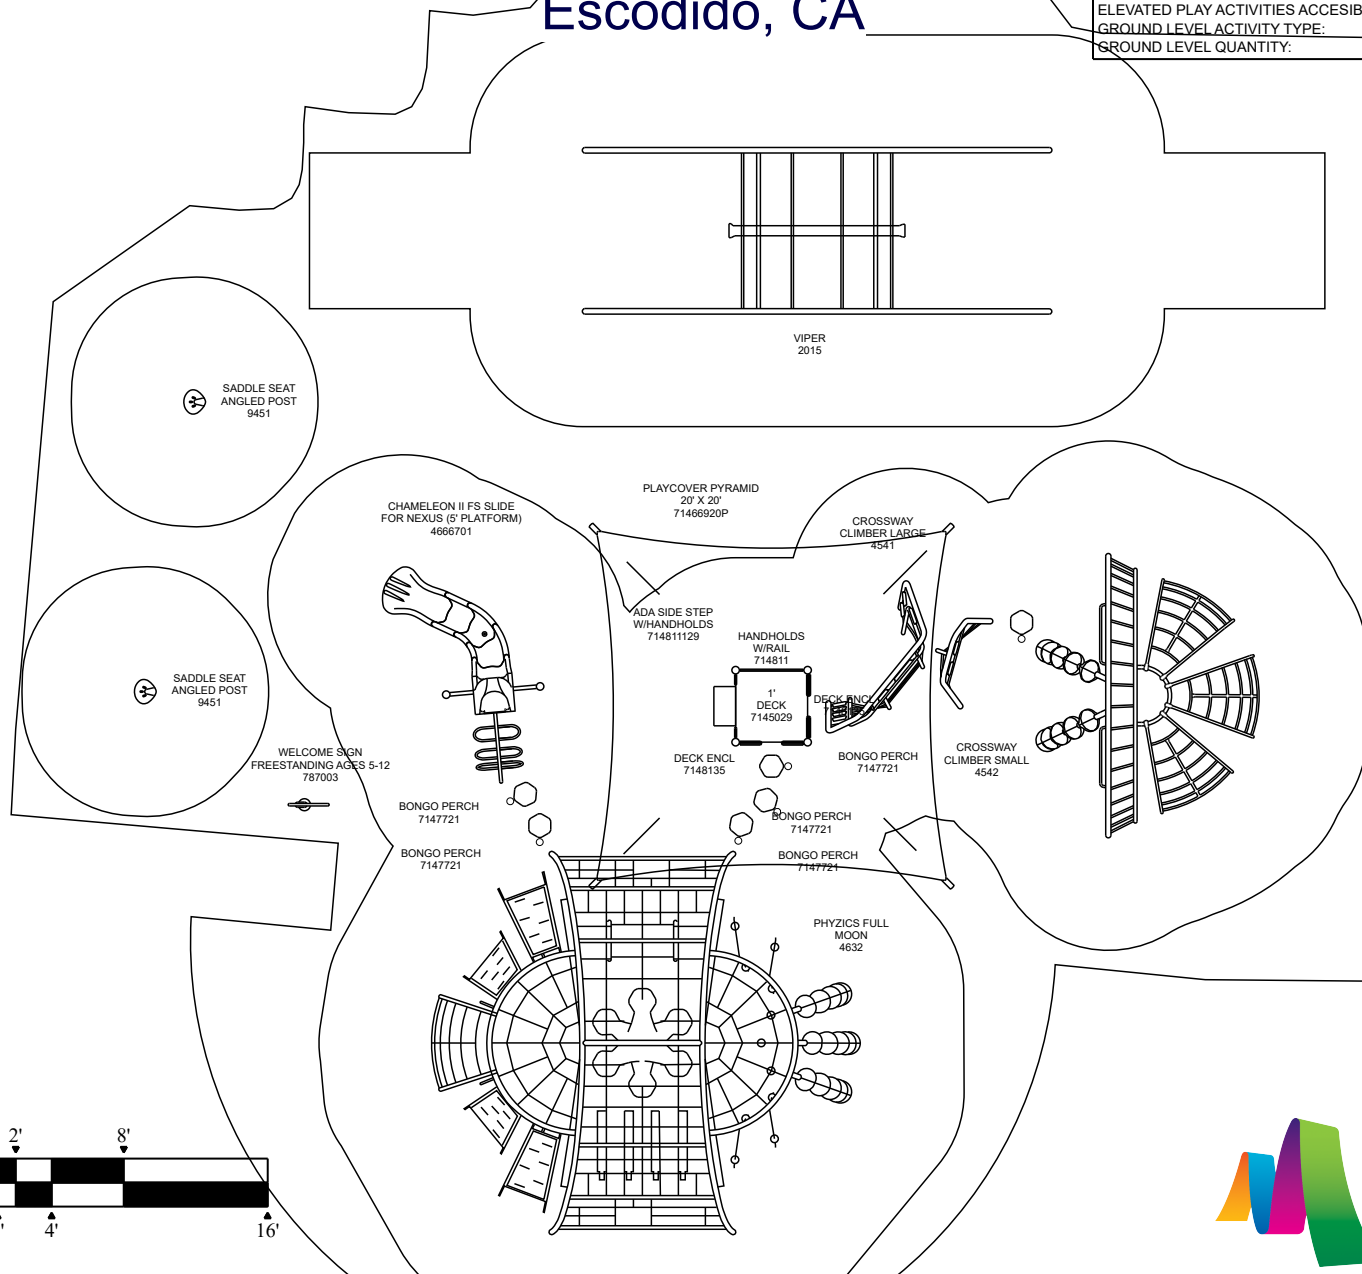 Escodido, CA
ELEVATED PLAY ACTIVITIES ACCESIB
GROUND LEVEL ACTIVITY TYPE:
GROUND LEVEL QUANTITY:
VIPER
2015
SADDLE SEAT
ANGLED POST
9451
PLAYCOVER PYRAMID
20' X 20'
71466920P
CHAMELEON II FS SLIDE
FOR NEXUS (5' PLATFORM)
4666701
CROSSWAY
CLIMBER LARGE
4541
ADA SIDE STEP
W/HANDHOLDS
714811129
HANDHOLDS
W/RAIL
714811
SADDLE SEAT
ANGLED POST
9451
1'
DECK
7145029
DECK ENCL
WELCOME SIGN
FREESTANDING AGES 5-12
787003
DECK ENCL
7148135
BONGO PERCH
7147721
CROSSWAY
CLIMBER SMALL
4542
BONGO PERCH
7147721
BONGO PERCH
7147721
BONGO PERCH
7147721
BONGO PERCH
7147721
PHYZICS FULL
MOON
4632
2'
8'
4'
16'